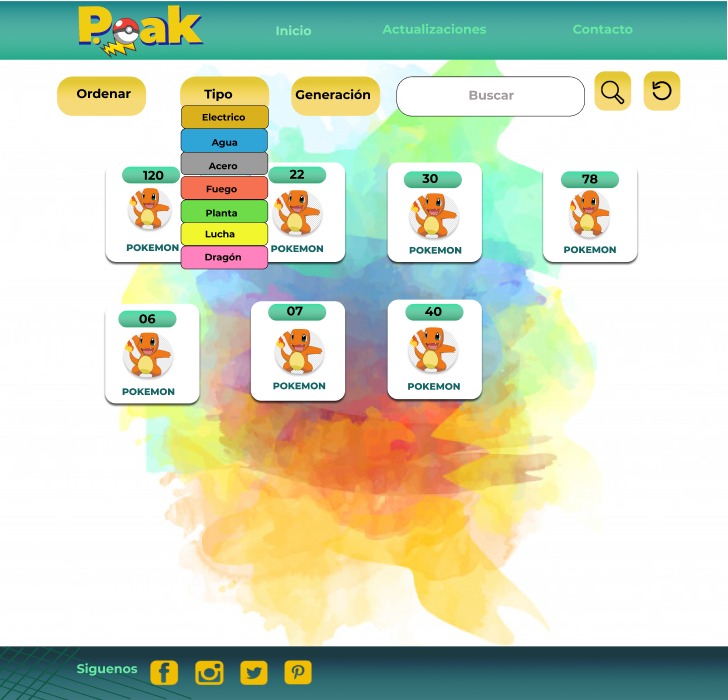 Poak
Inicio
Actualizaciones
Contacto
Ordenar
Tipo
Generación
Buscar
Electrico
Agua
Acero
Fuego
Planta
Lucha
Dragón
120
POKEMON
22
POKEMON
30
POKEMON
78
POKEMON
06
POKEMON
07
POKEMON
40
POKEMON
Siguenos